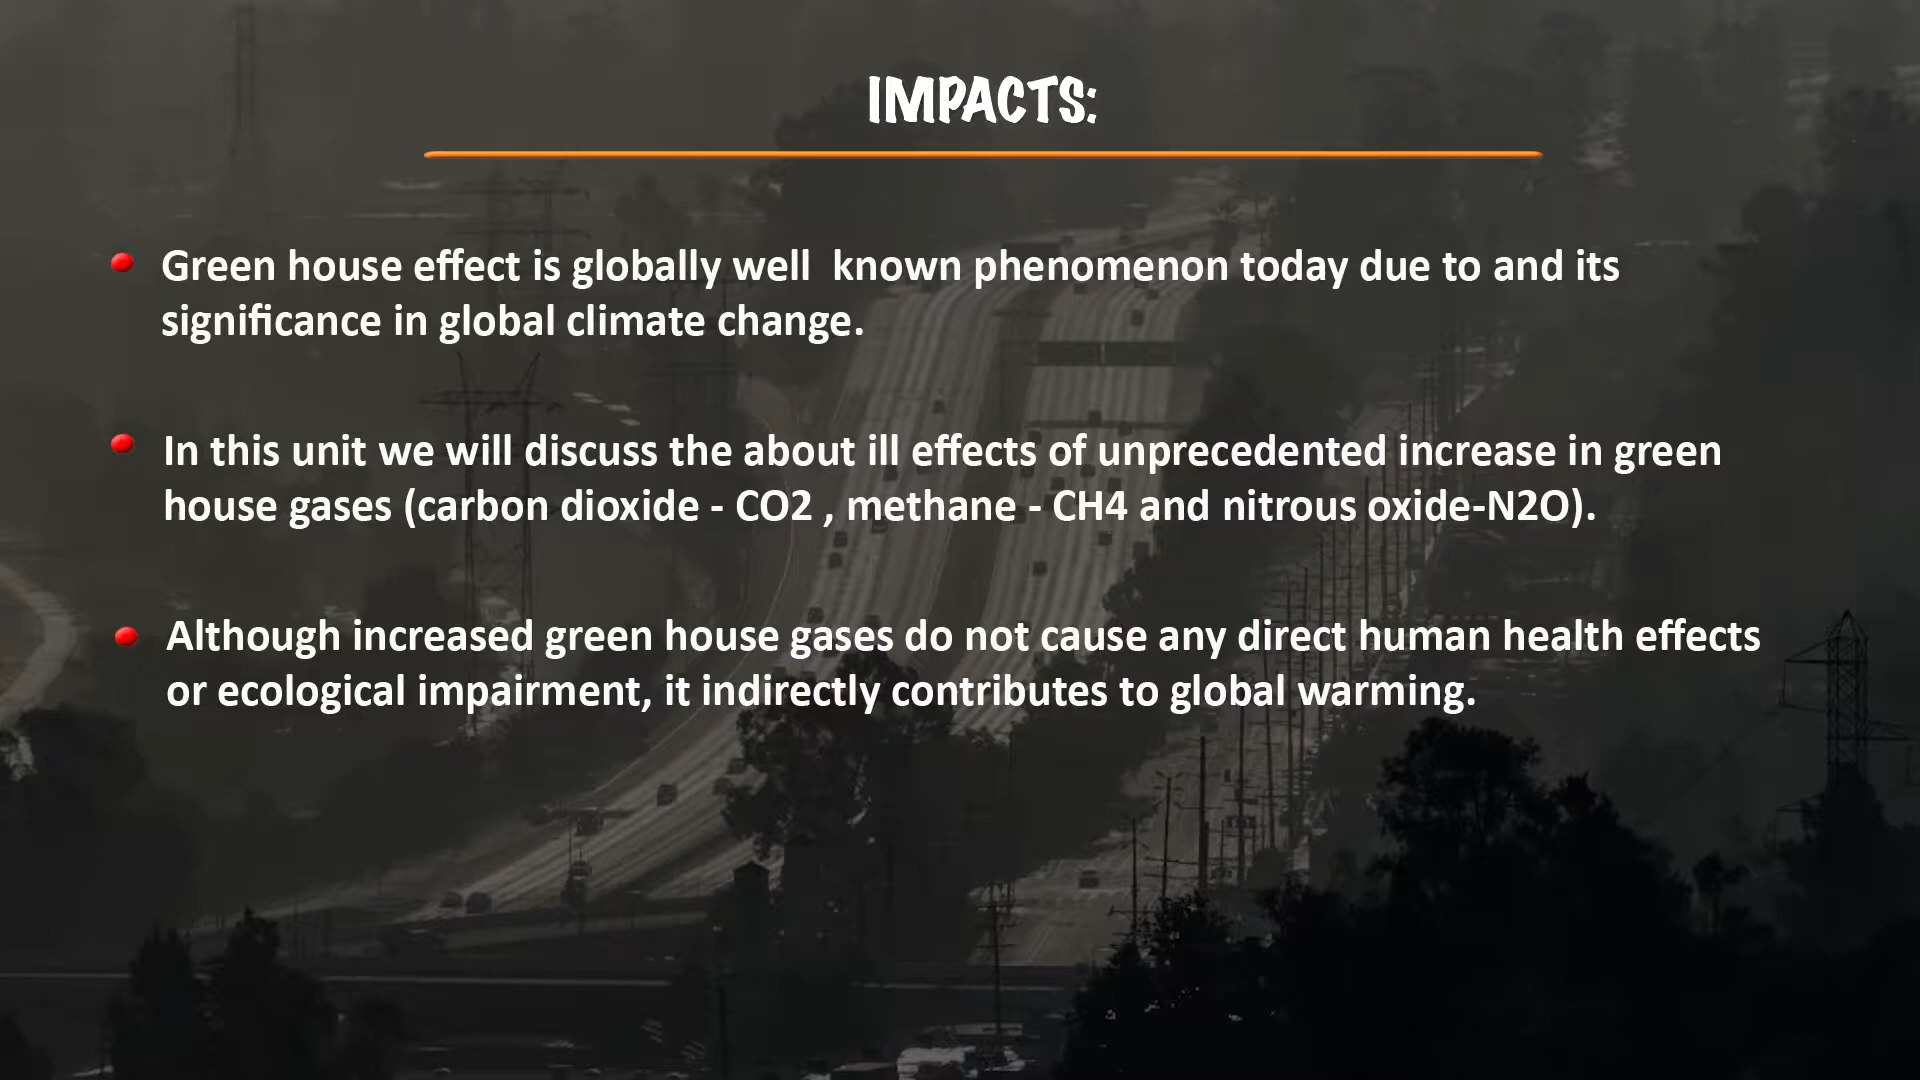 IMPACTS:
Green house effect is globally well  known phenomenon today due to and its
significance in global climate change.
In this unit we will discuss the about ill effects of unprecedented increase in green
house gases (carbon dioxide - CO2 , methane - CH4 and nitrous oxide-N2O).
Although increased green house gases do not cause any direct human health effects
or ecological impairment, it indirectly contributes to global warming.